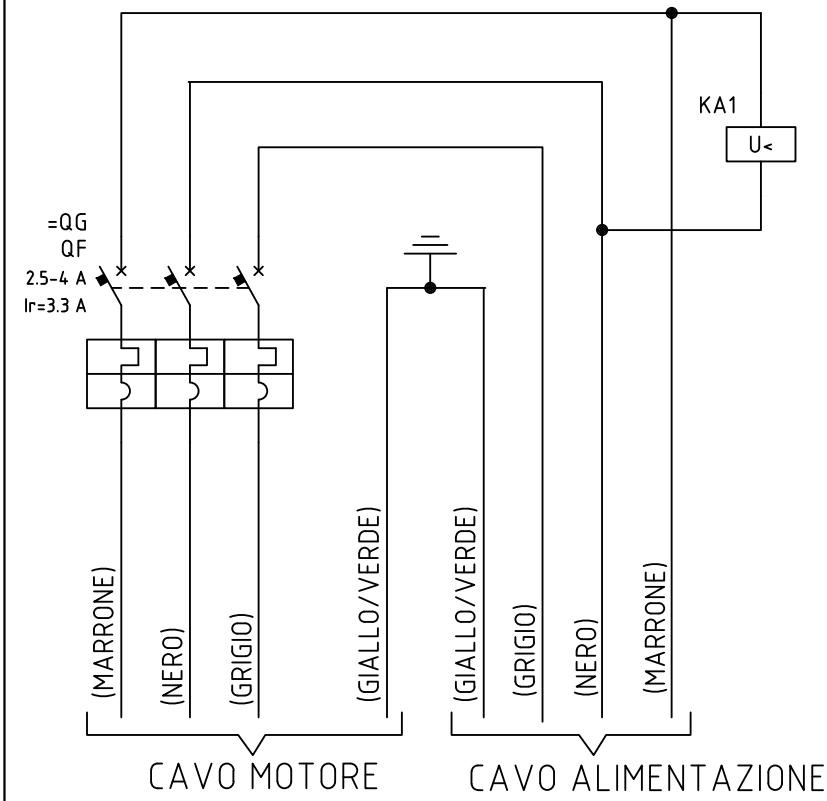 KA1
U<
=QG
QF
2.5-4 A
Ir=3.3 A
(MARRONE)
(NERO)
(GRIGIO)
(GIALLO/VERDE)
(GIALLO/VERDE)
(GRIGIO)
(NERO)
(MARRONE)
CAVO MOTORE
CAVO ALIMENTAZIONE